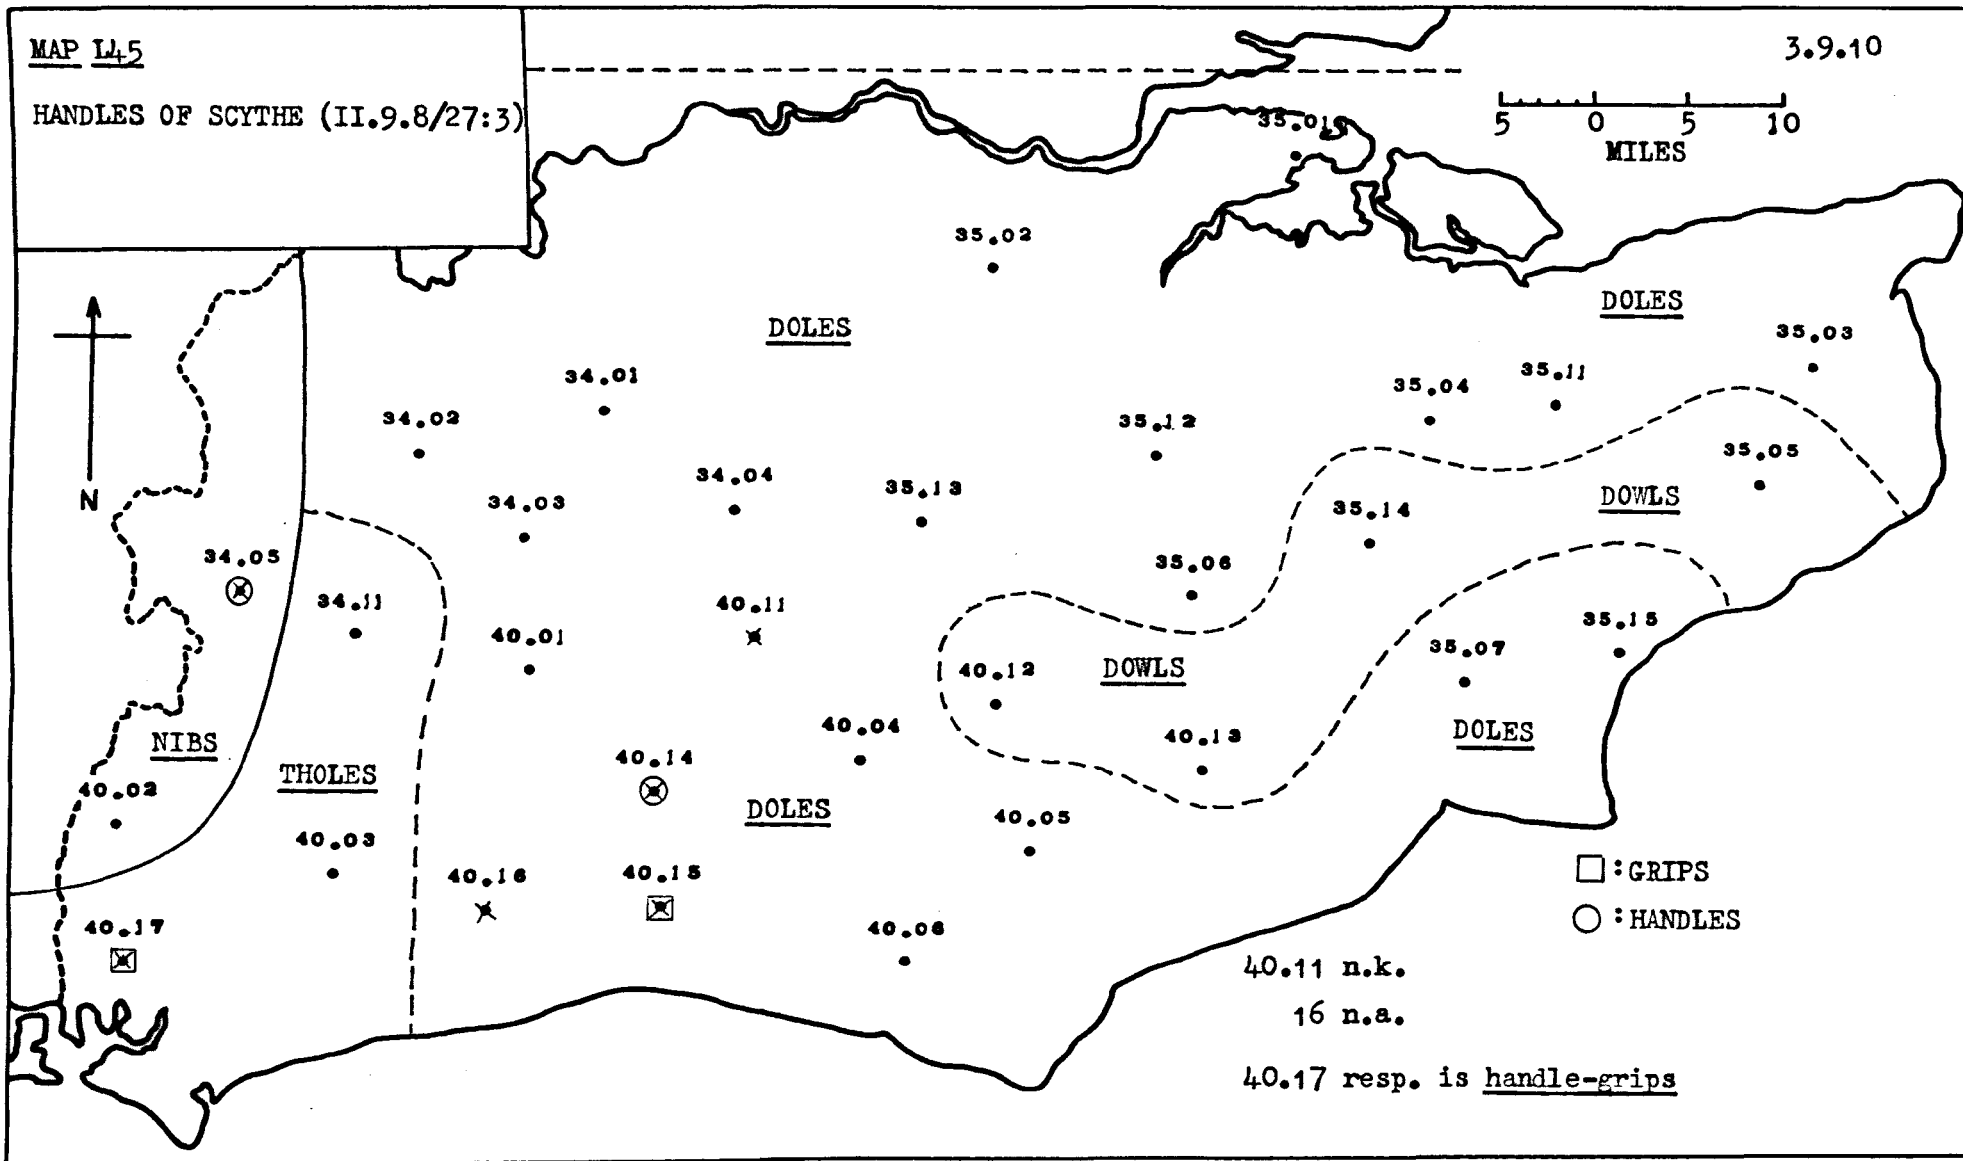 MAP L45
3.9.10
HANDLES OF SCYTHE (II.9.8/27:3)
5 0 5 10
MILES
35.01
35.02
DOLES
DOLES
35.03
34.01
35.04
35.11
34.02
35.12
35.05
34.04
35.13
DOWLS
N
34.03
35.14
34.05
35.06
34.11
40.11
40.01
35.15
35.07
40.12
DOWLS
40.04
40.13
DOLES
NIBS
THOLES
40.14
40.02
DOLES
40.05
40.03
40.16
40.15
:GRIPS
40.17
40.06
:HANDLES
40.11 n.k.
16 n.a.
40.17 resp. is handle-grips